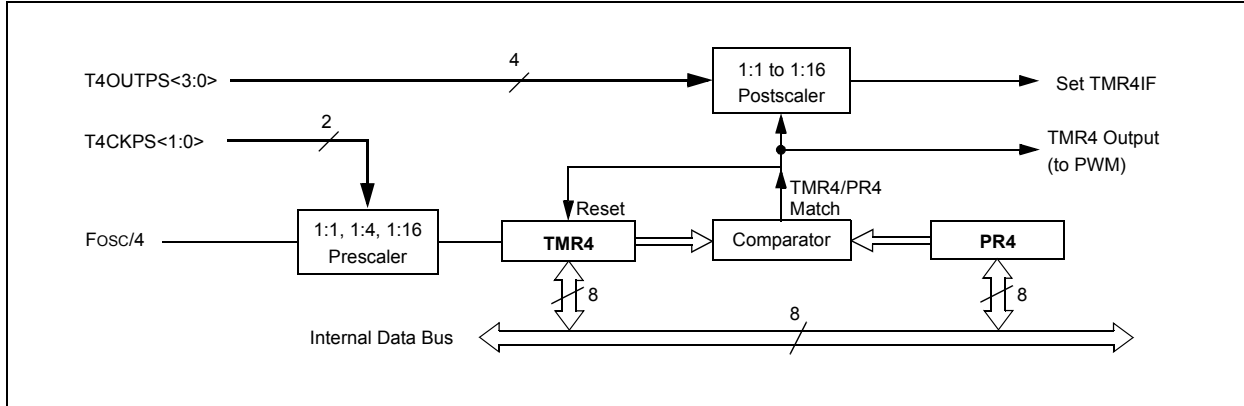 T4OUTPS<3:0>
4
1:1 to 1:16
Postscaler
Set TMR4IF
T4CKPS<1:0>
2
TMR4 Output
(to PWM)
TMR4/PR4
Match
Reset
FOSC/4
1:1, 1:4, 1:16
Prescaler
TMR4
Comparator
PR4
8
8
Internal Data Bus
8